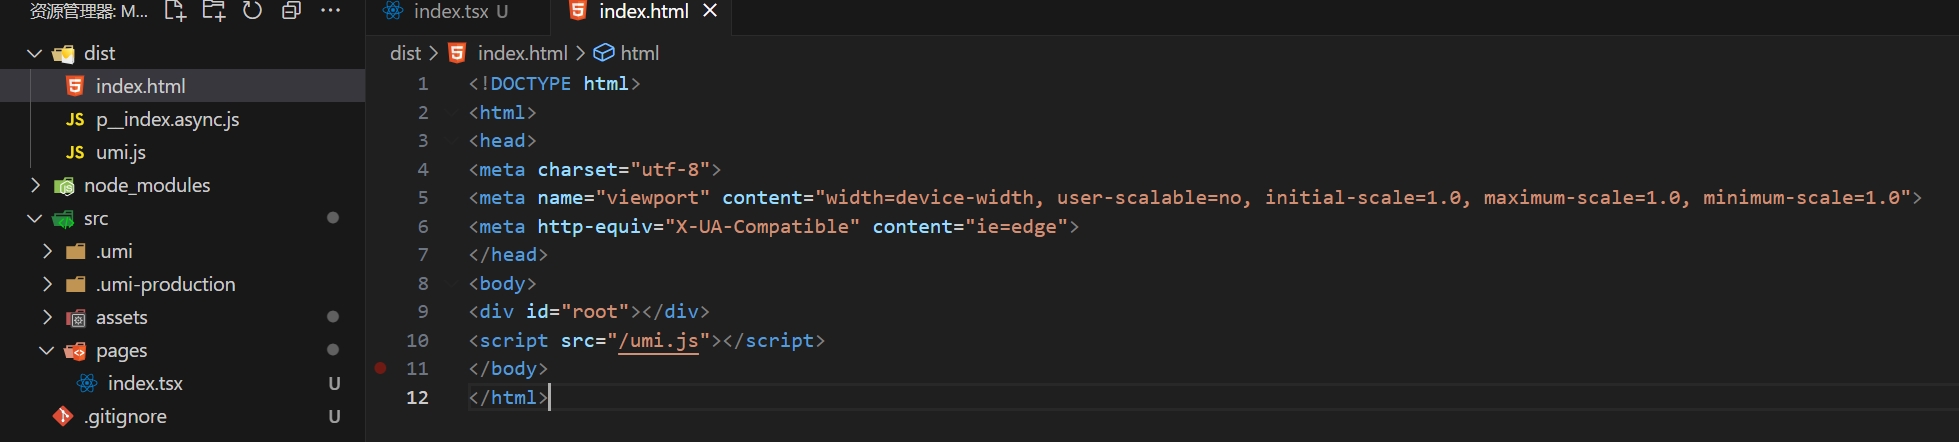 资源管理器: M...
dist
index.html
JS p__index.async.js
JS umi.js
node_modules
src
.umi
.umi-production
assets
pages
index.tsx U
.gitignore U
index.tsx U
index.html
dist > index.html > html
1 <!DOCTYPE html>
2 <html>
3 <head>
4 <meta charset="utf-8">
5 <meta name="viewport" content="width=device-width, user-scalable=no, initial-scale=1.0, maximum-scale=1.0, minimum-scale=1.0">
6 <meta http-equiv="X-UA-Compatible" content="ie=edge">
7 </head>
8 <body>
9 <div id="root"></div>
10 <script src="/umi.js"></script>
11 </body>
12 </html>